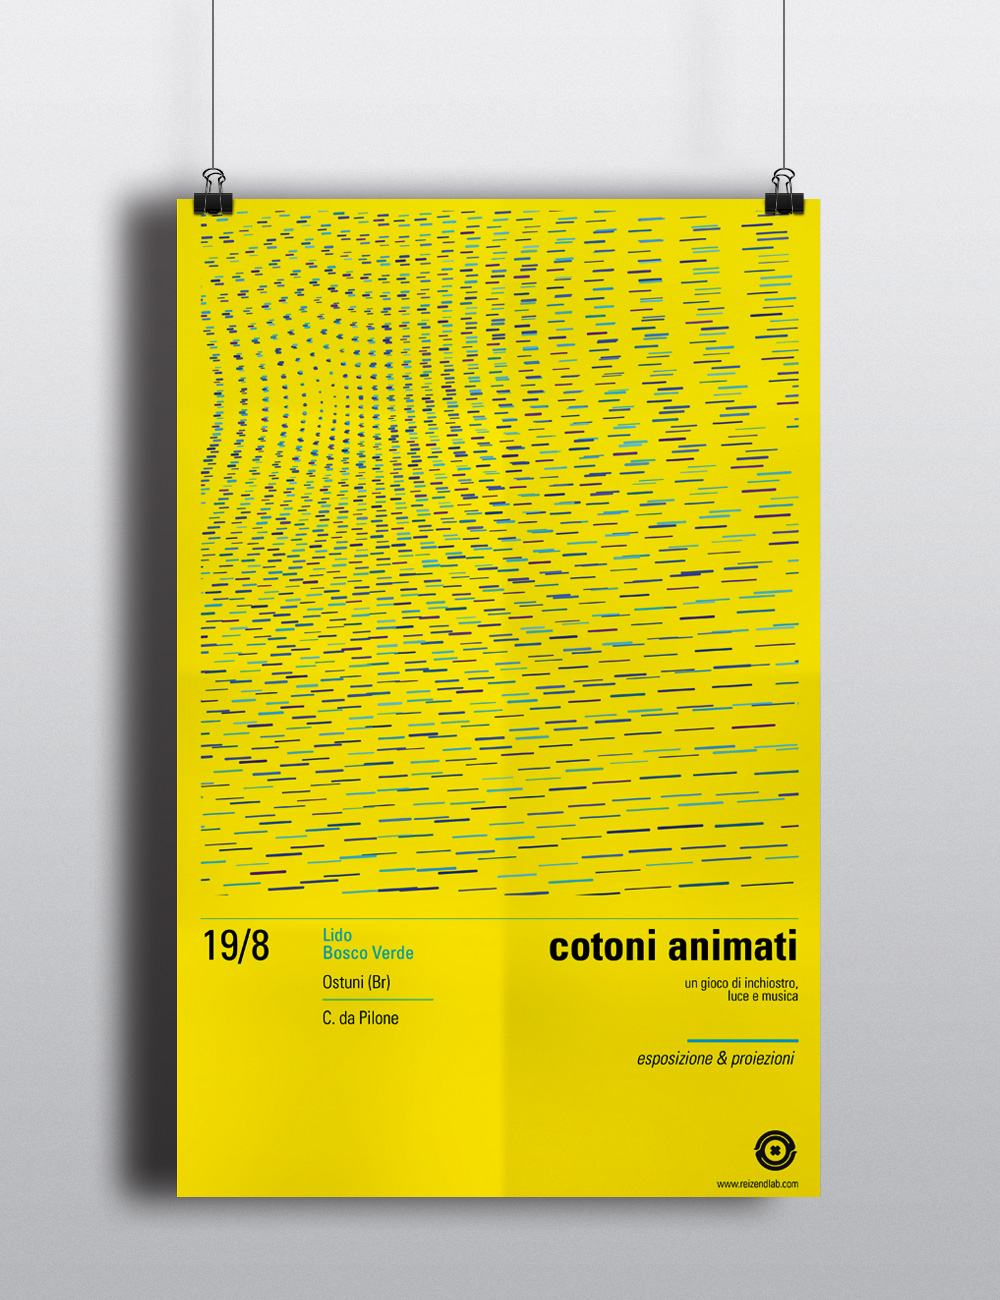 19/8
Lido
Bosco Verde
Ostuni (Br)
C. da Pilone
cotoni animati
un gioco di inchiostro,
luce e musica
esposizione & proiezioni
www.reizendlab.com